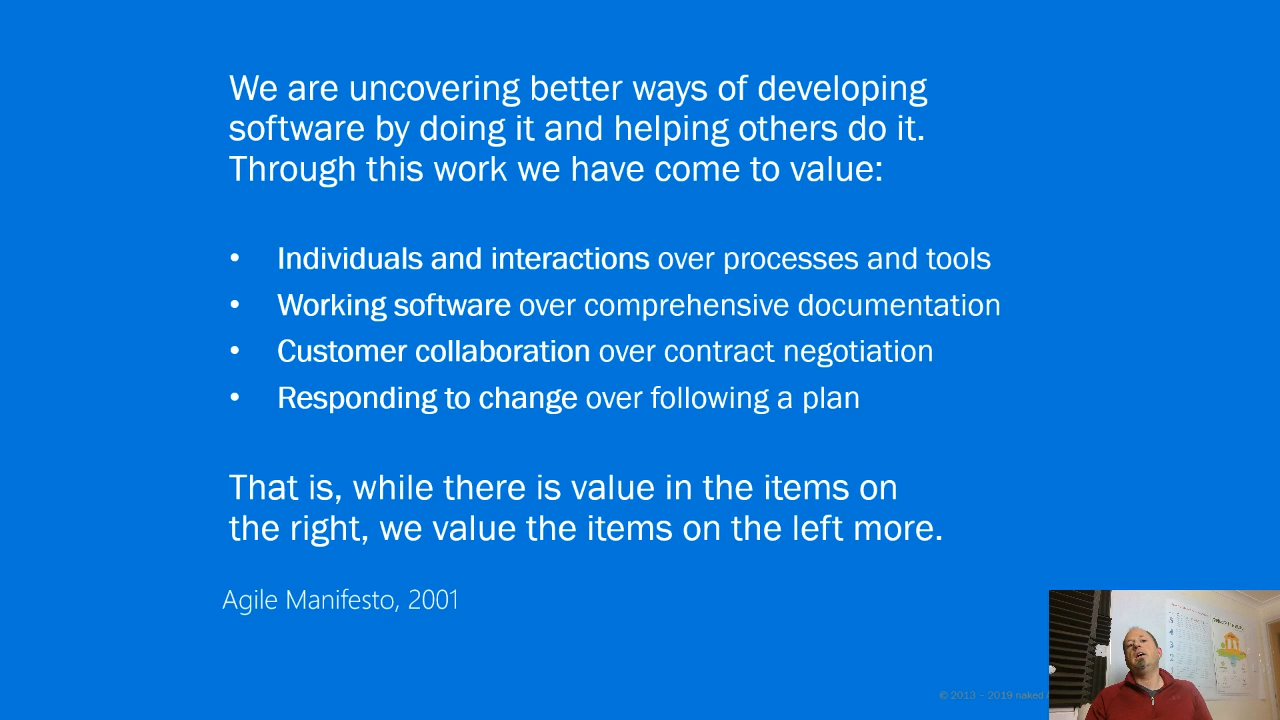 We are uncovering better ways of developing
software by doing it and helping others do it.
Through this work we have come to value:
• Individuals and interactions over processes and tools
• Working software over comprehensive documentation
• Customer collaboration over contract negotiation
• Responding to change over following a plan
That is, while there is value in the items on
the right, we value the items on the left more.
Agile Manifesto, 2001
© 2013 – 2019 naked